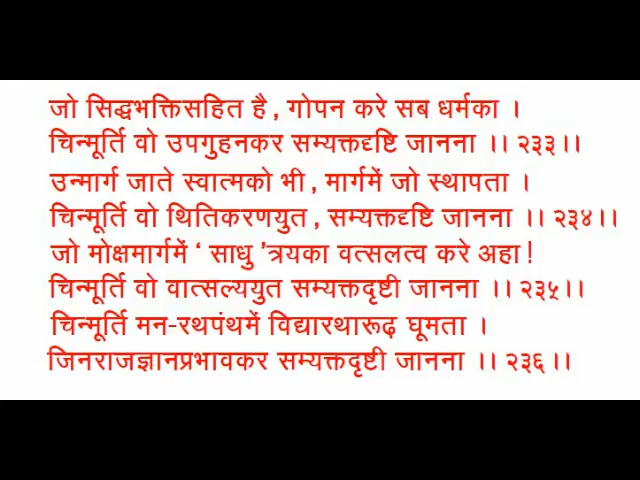 जो सिद्धभक्तिसहित है , गोपन करे सब धर्मका ।
चिन्मूर्ति वो उपगुहनकर सम्यक्तदृष्टि जानना ।। २३३।।
उन्मार्ग जाते स्वात्मको भी , मार्गमें जो स्थापता ।
चिन्मूर्ति वो थितिकरणयुत , सम्यक्तदृष्टि जानना ।। २३४।।
जो मोक्षमार्गमें ‘ साधु ’त्रयका वत्सलत्व करे अहा !
चिन्मूर्ति वो वात्सल्ययुत सम्यक्तदृष्टी जानना ।। २३५।।
चिन्मूर्ति मन-रथपंथमें विद्यारथारूढ़ घूमता ।
जिनराजज्ञानप्रभावकर सम्यक्तदृष्टी जानना ।। २३६।।